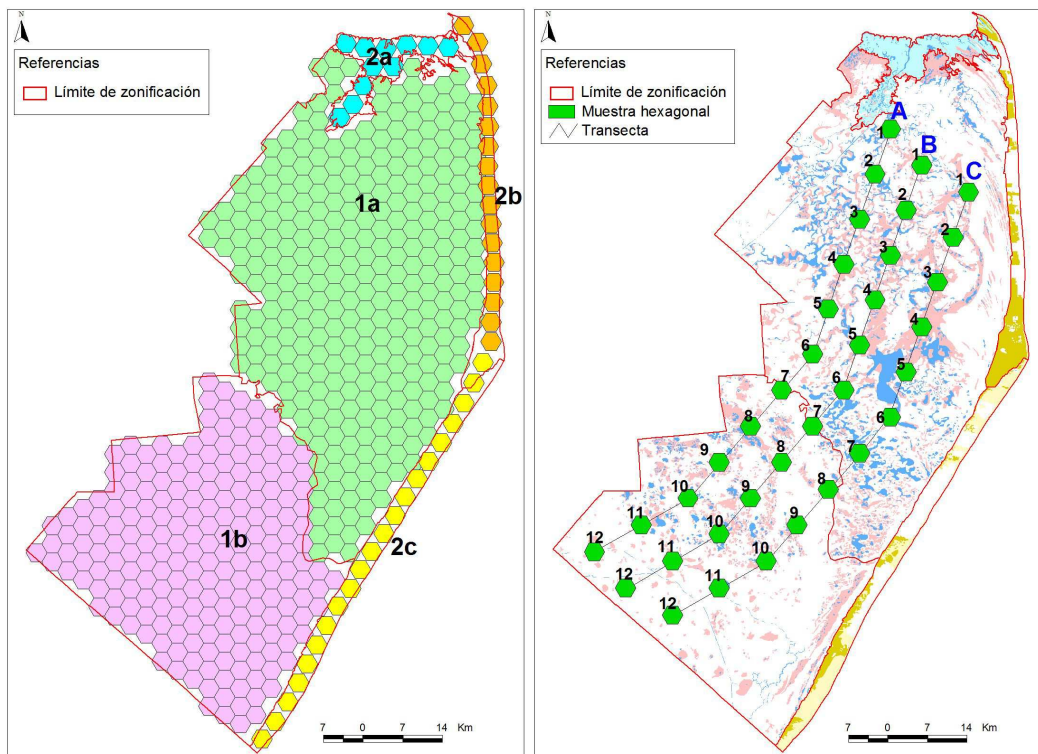 N
Referencias
Límite de zonificación
2a
1a
2b
1b
2c
7 0 7 14 Km
N
Referencias
Límite de zonificación
Muestra hexagonal
Transecta
A
B
C
1
1
2
1
2
3
2
3
4
3
5
4
4
6
5
5
7
6
6
8
7
7
9
8
10
9
8
11
10
9
12
11
10
12
11
12
7 0 7 14 Km